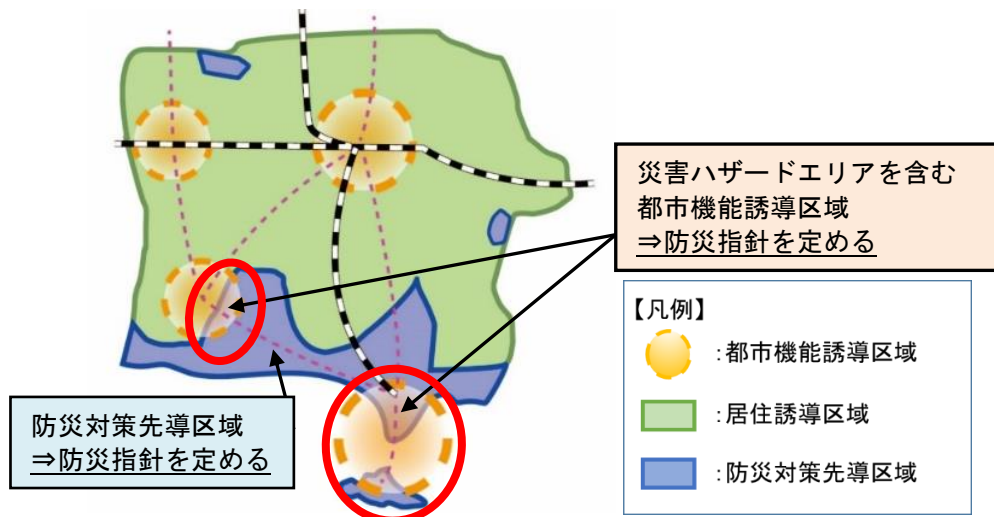 災害ハザードエリアを含む
都市機能誘導区域
⇒防災指針を定める
防災対策先導区域
⇒防災指針を定める
【凡例】
:都市機能誘導区域
:居住誘導区域
:防災対策先導区域